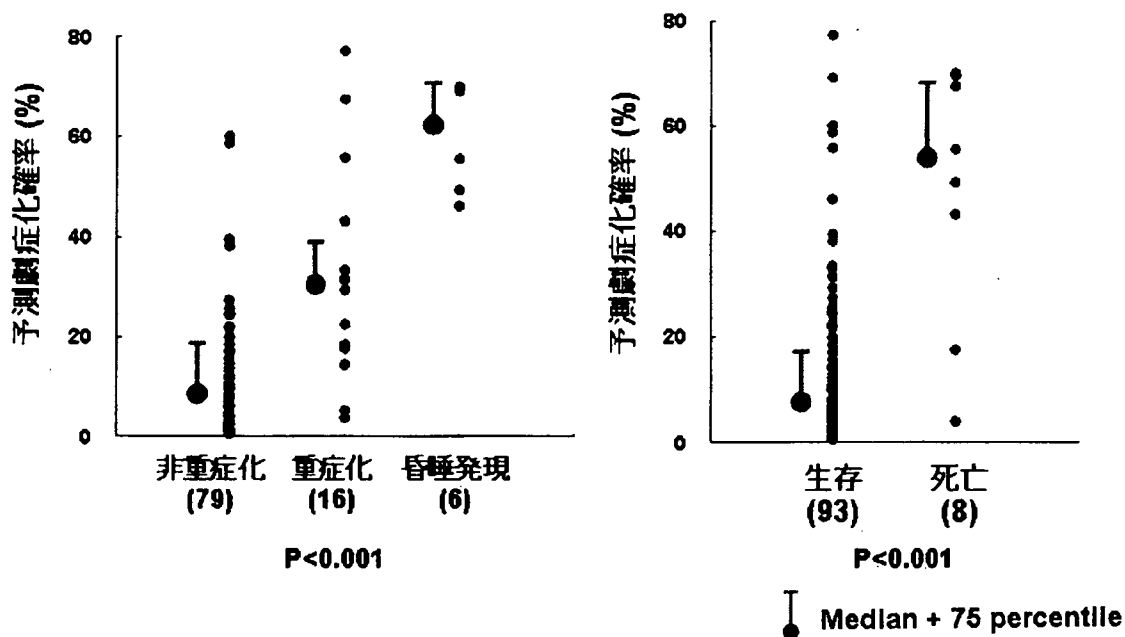 予測劇症化確率 (%)
80
60
40
20
0
非重症化 重症化 昏睡発現
(79) (16) (6)
P<0.001
予測劇症化確率 (%)
80
60
40
20
0
生存 死亡
(93) (8)
P<0.001
Median + 75 percentile